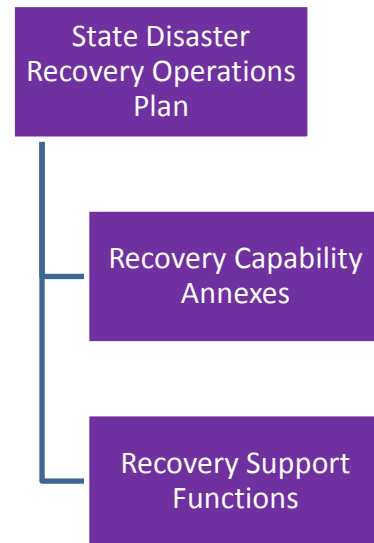 State Disaster
Recovery Operations
Plan
Recovery Capability
Annexes
Recovery Support
Functions